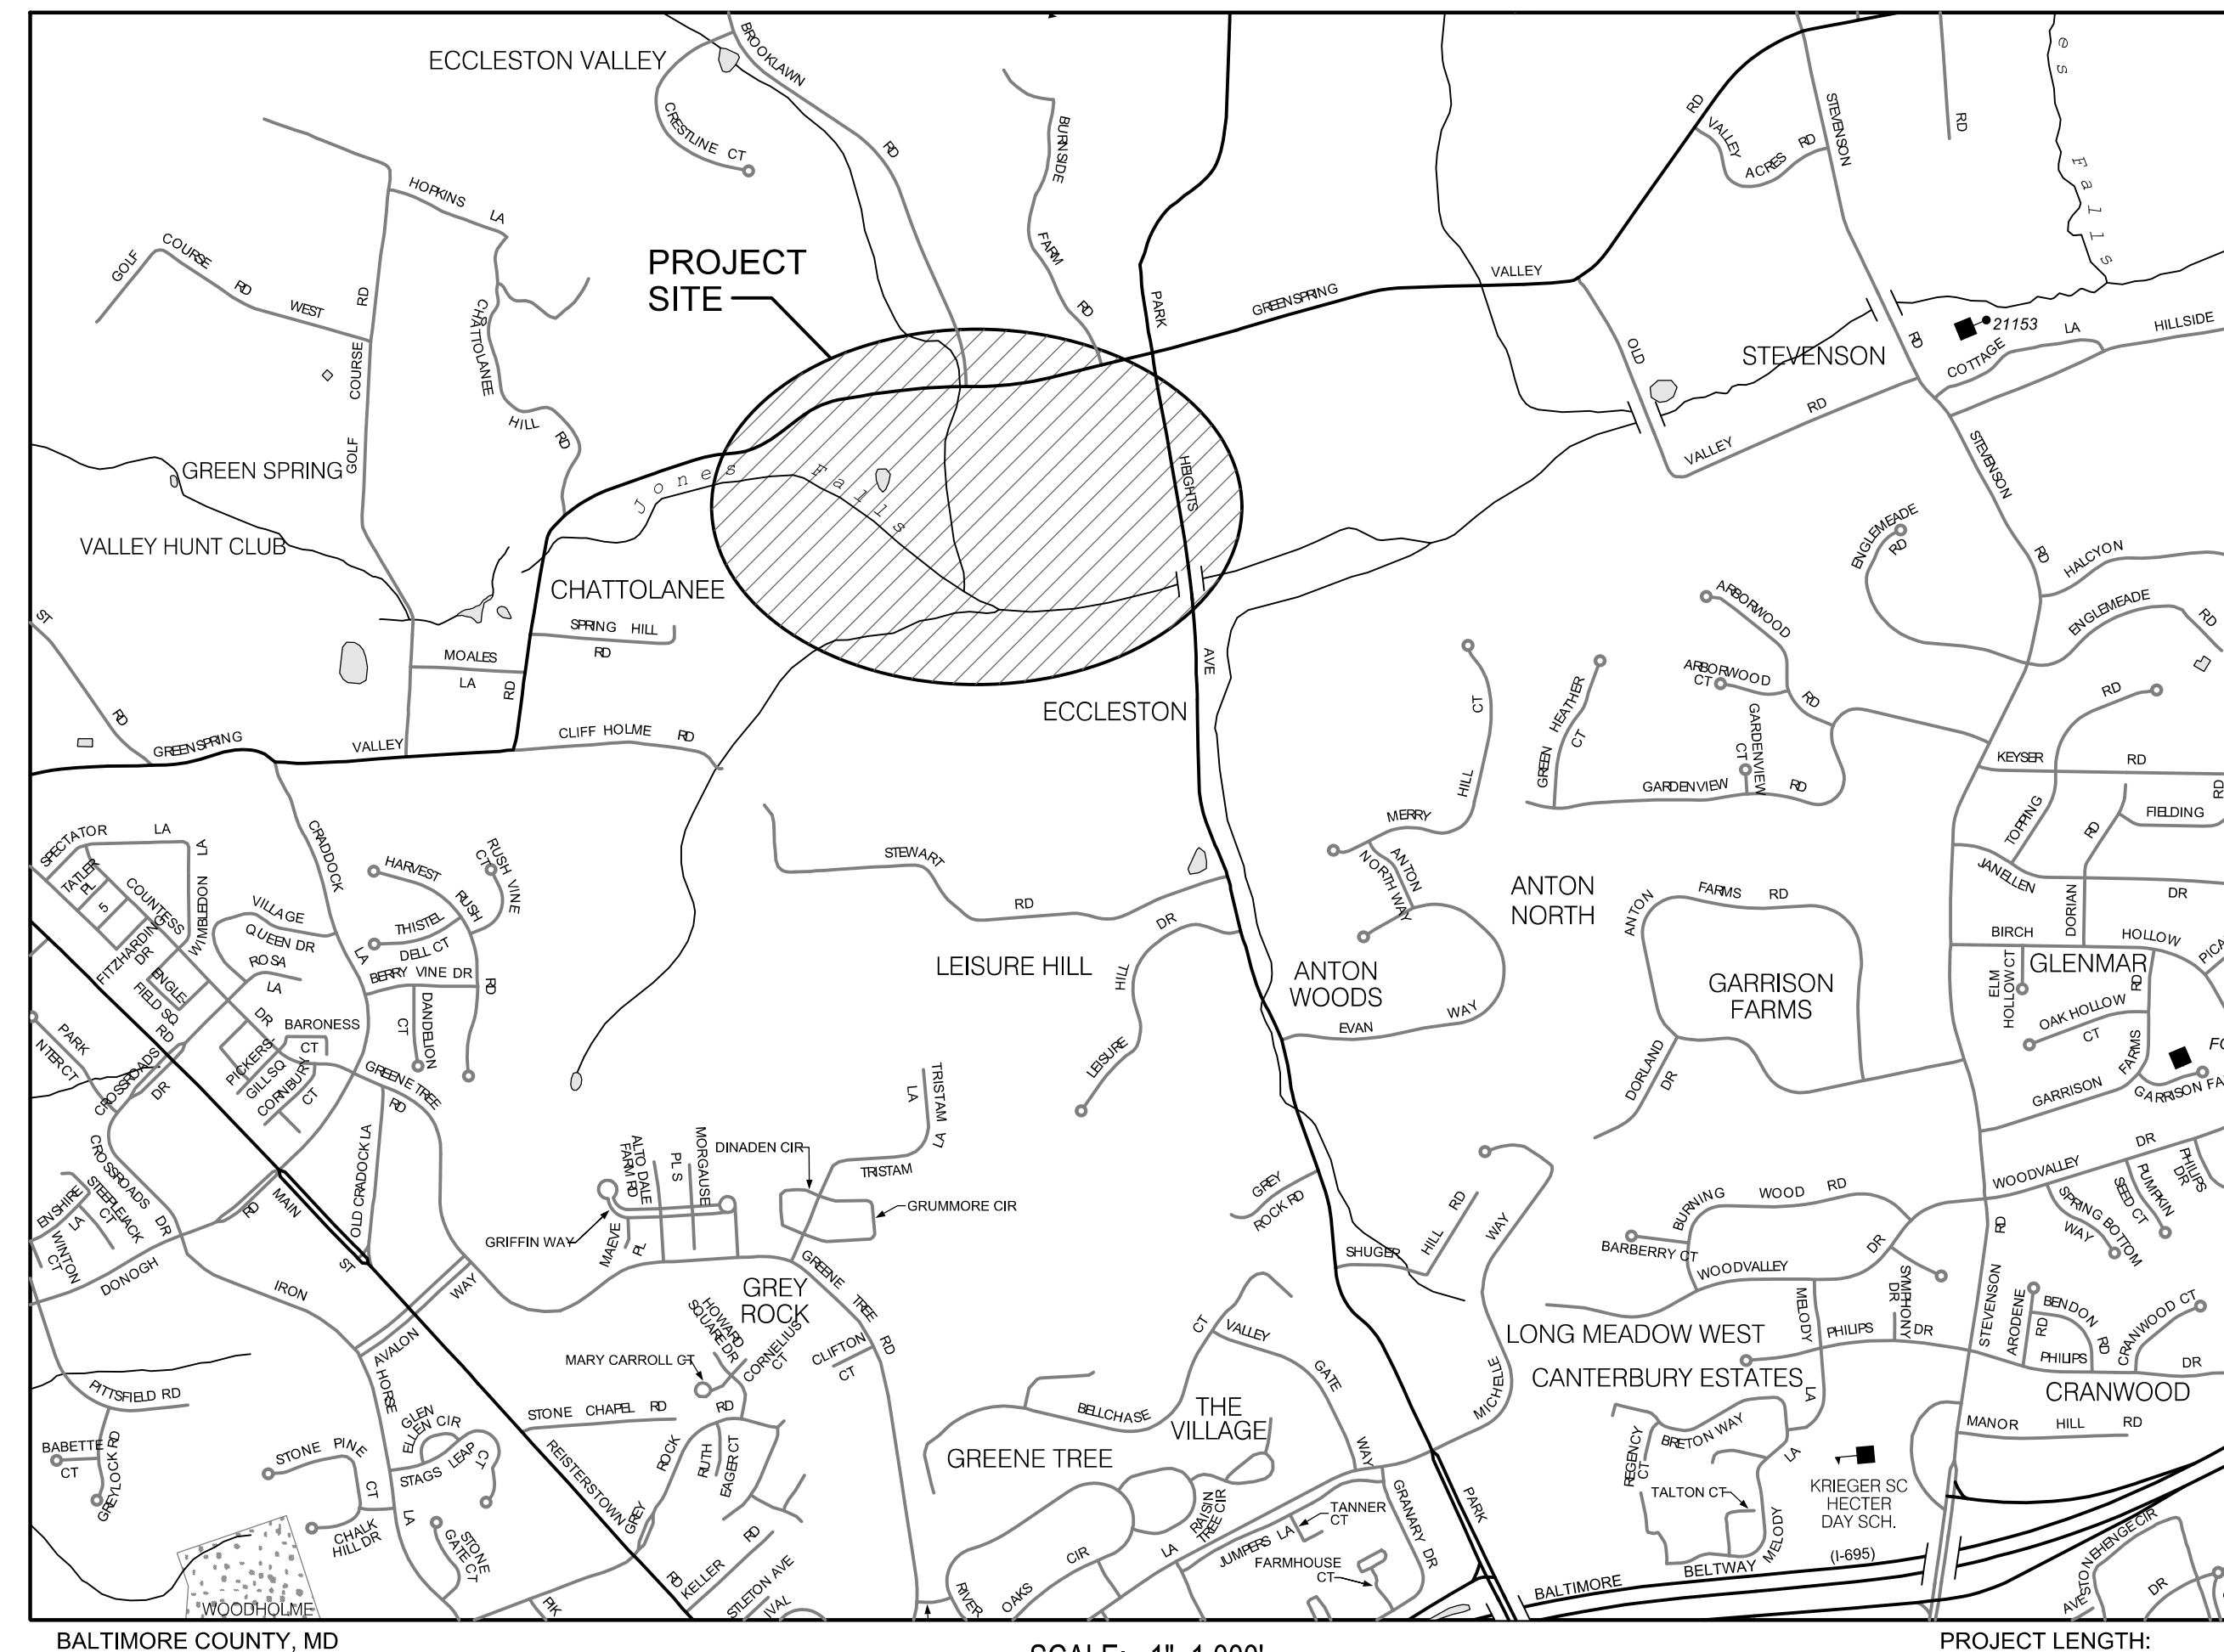 ECCLESTON VALLEY
BROOKLAWN
RD
CRESTLINE CT
BURNSIDE
FARM
RD
RD
VALLEY
ACRES RD
STEVENSON
RD
es
Falls
HOPKINS LA
GOLF
COURSE
RD
WEST
GOLF
COURSE
RD
CHATTOLANEE
HILL
RD
PROJECT
SITE
PARK
GREENSPRING
VALLEY
OLD
STEVENSON
RD
21153
COTTAGE
LA
HILLSIDE
RD
VALLEY
STEVENSON
GREEN SPRING
VALLEY HUNT CLUB
Jones
Falls
HEIGHTS
CHATTOLANEE
ENGLEMEADE
RD
RD
HALCYON
ENGLEMEADE
RD
ST
RD
SPRING HILL
RD
MOALES
LA
RD
AVE
ECCLESTON
ARBORWOOD
ARBORWOOD
CT
RD
GREEN
HEATHER
CT
CT
HILL
MERRY
GARDENVIEW
CT
GARDENVIEW
RD
RD
KEYSER
RD
GREENSPRING
VALLEY
CLIFF HOLME RD
SPECTATOR
LA
TATLER
PL
5
COUNTESS
FITZHARDING
DR
WIMBLEDON LA
VILLAGE
QUEEN DR
ROSA
LA
ENGLE-
FIELD SQ
CRADDOCK
LA
HARVEST
RUSH
RD
RUSH VINE
CT
THISTEL
DELL CT
BERRY VINE DR
DANDELION
CT
STEWART
RD
LEISURE HILL
DR
HILL
LEISURE
ANTON
NORTH WAY
ANTON
NORTH
ANTON
WOODS
EVAN
WAY
ANTON
FARMS
RD
GARRISON
FARMS
DORLAND
DR
TOPPING
RD
FIELDING
JANELLEN
DR
DORIAN
BIRCH
HOLLOW
GLENMAR
ELM
HOLLOW CT
OAK HOLLOW
CT
RD
FARMS
GARRISON
GARRISON FA
PARK
NTER CT
CROSSROADS
DR
RD
DR
PICKERS-
GILL SQ
BARONESS
CT
CORNBURY
CT
GREENE TREE
RD
OLD CRADDOCK LA
CROSSROADS
DR
ENSHIRE
LA
STEEPLEJACK
CT
WINTON
CT
DONOGH
RD
MAIN
ST
IRON
HORSE
LA
AVALON
WAY
GRIFFIN WAY
ALTO DALE
FARM RD
PL S
MORGAUSE
MAEVE
PL
DINADEN CIR
GRUMMORE CIR
TRISTAM
LA
TRISTAM
LA
GREY
ROCK
GREENE
TREE
RD
HOWARD
SQUARE DR
CORNELIUS
CT
CLIFTON
CT
MARY CARROLL CT
STONE CHAPEL RD
RD
ROCK
GREY
RUTH
EAGER CT
REISTERSTOWN
RD
KELLER
RD
PITTSFIELD RD
BABETTE
CT
GREYLOCK RD
STONE PINE
CT
CHALK
HILL DR
GLEN
ELLEN CIR
STAGS LEAP
CT
STONE
GATE CT
WOODHOLME
GREY
ROCK RD
SHUGER
HILL
RD
WAY
MICHELE
CT
VALLEY
GATE
WAY
BELLCHASE
THE
VILLAGE
GREENE TREE
RAISIN
TREE CIR
TANNER
CT
JUMPERS LA
LA
FARMHOUSE
CT
GRANARY DR
PARK
CIR
OAKS
RIVER
BURNING
WOOD
RD
BARBERRY CT
WOODVALLEY
DR
MELODY
LA
SYMPHONY
DR
PHILIPS
DR
LONG MEADOW WEST
CANTERBURY ESTATES
REGENCY
CT
BRETON WAY
LA
TALTON CT
MELODY
KRIEGER SC
HECTER
DAY SCH.
BALTIMORE
BELTWAY
(I-695)
WOODVALLEY
DR
RD
STEVENSON
SPRING BOTTOM
WAY
PUMPKIN
SEED CT
PHILIPS
DR
ARODENE
RD
BENDON
RD
CRANWOOD CT
PHILIPS
DR
CRANWOOD
MANOR HILL RD
DR
BALTIMORE COUNTY, MD
PROJECT LENGTH: